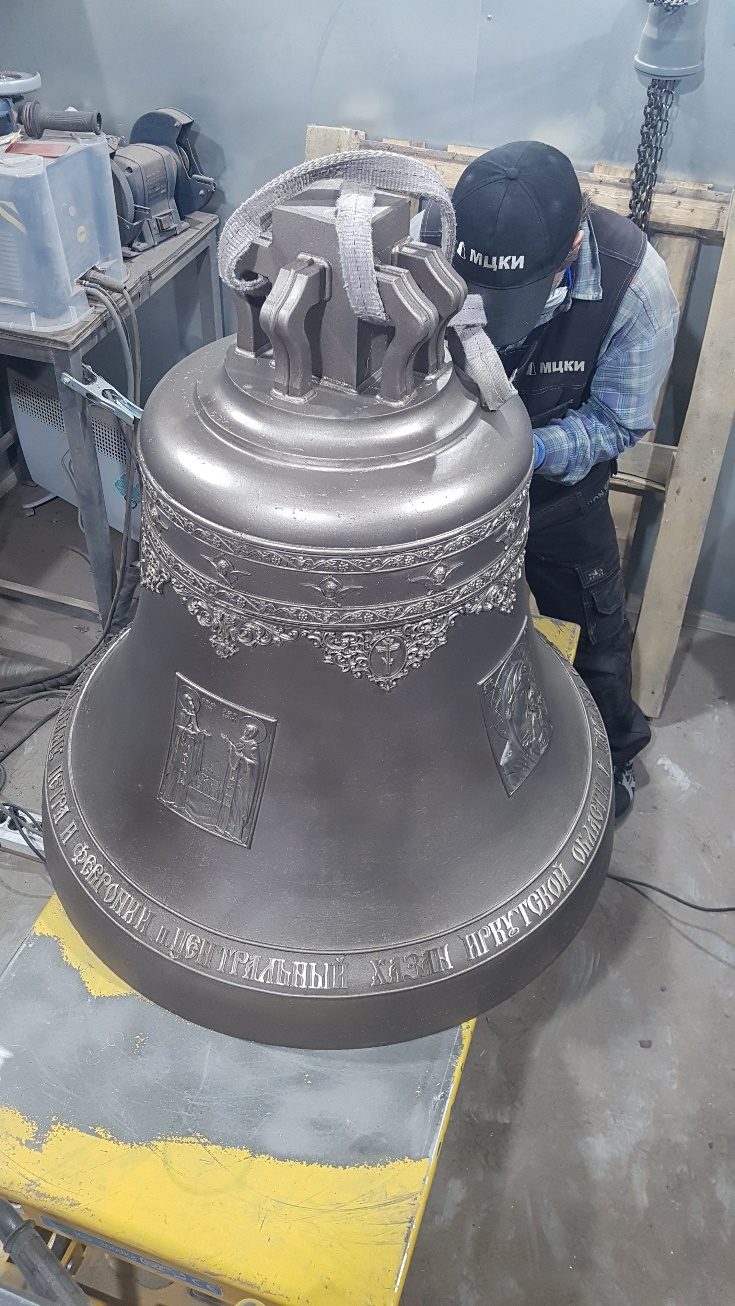 МЦКИ
МЦКИ
ПЕТРА И ФЕВРОНИИ п.ЦЕНТРАЛЬНЫЙ ХАЗАН ИРКУТСКОЙ ОБЛАСТИ